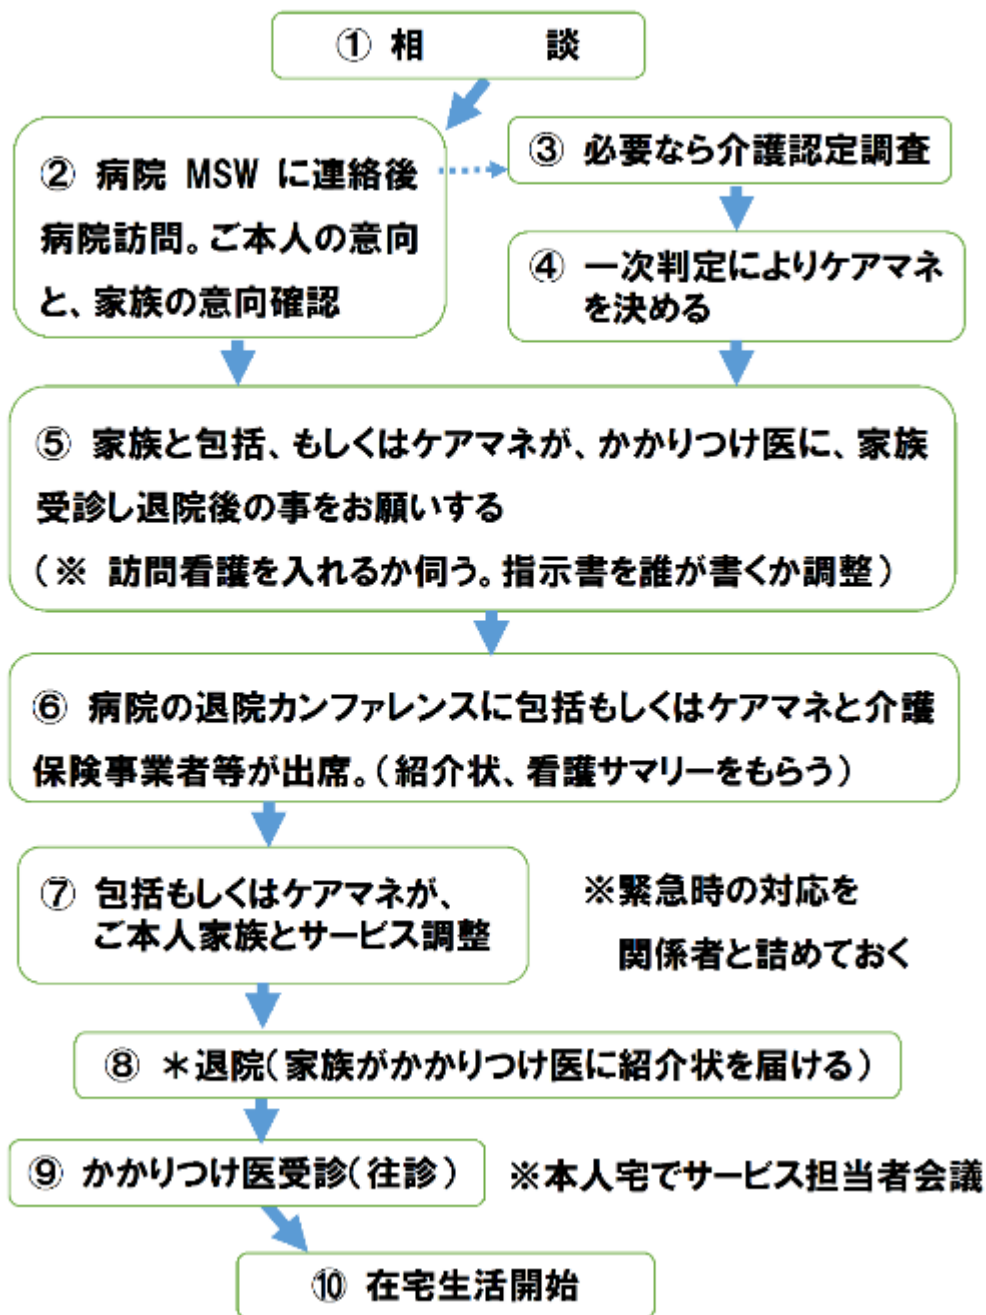 ① 相 談
② 病院 MSW に連絡後
病院訪問。ご本人の意向
と、家族の意向確認
③ 必要なら介護認定調査
④ 一次判定によりケアマネ
を決める
⑤ 家族と包括、もしくはケアマネが、かかりつけ医に、家族
受診し退院後の事をお願いする
(※ 訪問看護を入れるか伺う。指示書を誰が書くか調整)
⑥ 病院の退院カンファレンスに包括もしくはケアマネと介護
保険事業者等が出席。(紹介状、看護サマリーをもらう)
⑦ 包括もしくはケアマネが、
ご本人家族とサービス調整
※緊急時の対応を
関係者と詰めておく
⑧ *退院(家族がかかりつけ医に紹介状を届ける)
⑨ かかりつけ医受診(往診)
※本人宅でサービス担当者会議
⑩ 在宅生活開始